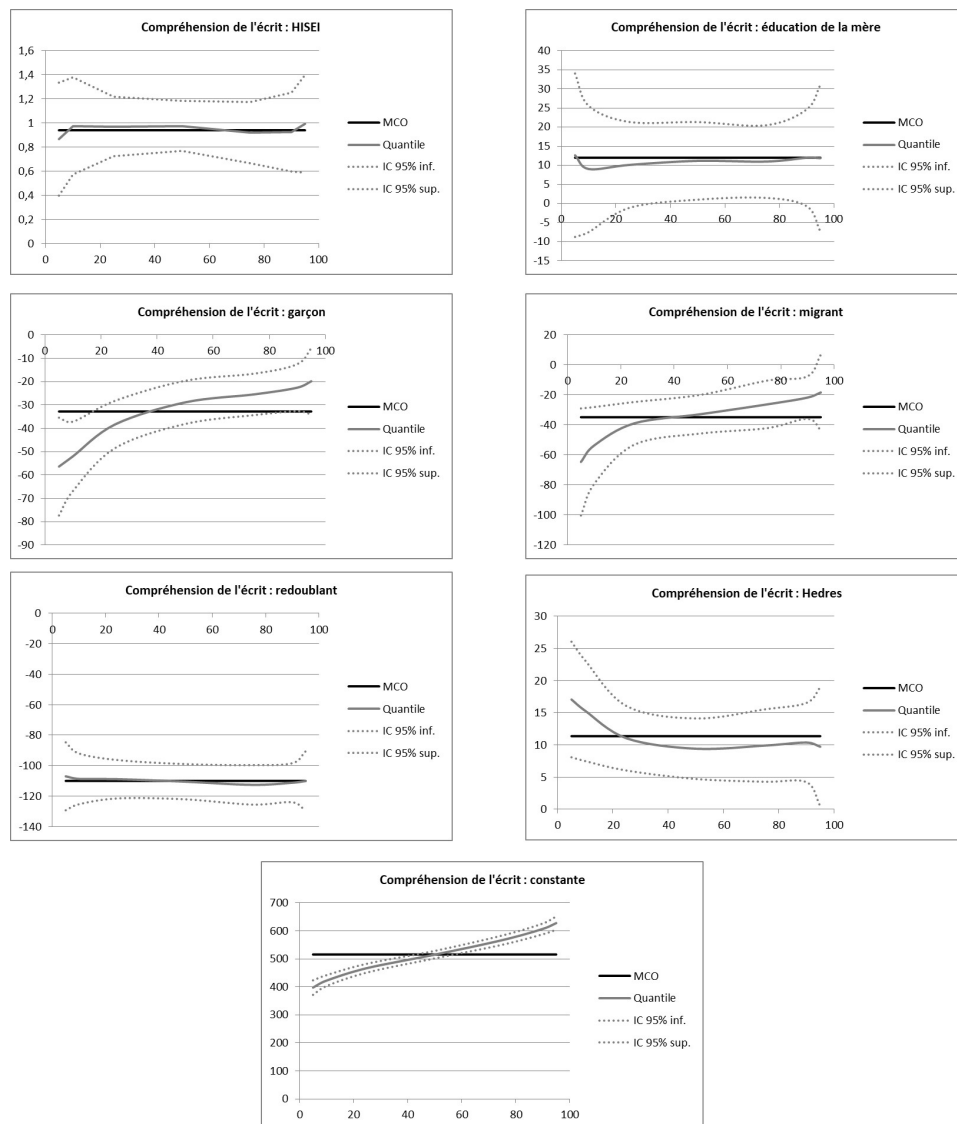 Compréhension de l'écrit : HISEI
1,6
1,4
1,2
1
0,8
0,6
0,4
0,2
0
0 20 40 60 80 100
MCO
Quantile
IC 95% inf.
IC 95% sup.
Compréhension de l'écrit : éducation de la mère
40
35
30
25
20
15
10
5
0
-5
-10
-15
0 20 40 60 80 100
MCO
Quantile
IC 95% inf.
IC 95% sup.
Compréhension de l'écrit : garçon
0
-10
-20
-30
-40
-50
-60
-70
-80
-90
0 20 40 60 80 100
MCO
Quantile
IC 95% inf.
IC 95% sup.
Compréhension de l'écrit : migrant
20
0
-20
-40
-60
-80
-100
-120
0 20 40 60 80 100
MCO
Quantile
IC 95% inf.
IC 95% sup.
Compréhension de l'écrit : redoublant
0
-20
-40
-60
-80
-100
-120
-140
0 20 40 60 80 100
MCO
Quantile
IC 95% inf.
IC 95% sup.
Compréhension de l'écrit : Hedres
30
25
20
15
10
5
0
0 20 40 60 80 100
MCO
Quantile
IC 95% inf.
IC 95% sup.
Compréhension de l'écrit : constante
700
600
500
400
300
200
100
0
0 20 40 60 80 100
MCO
Quantile
IC 95% inf.
IC 95% sup.